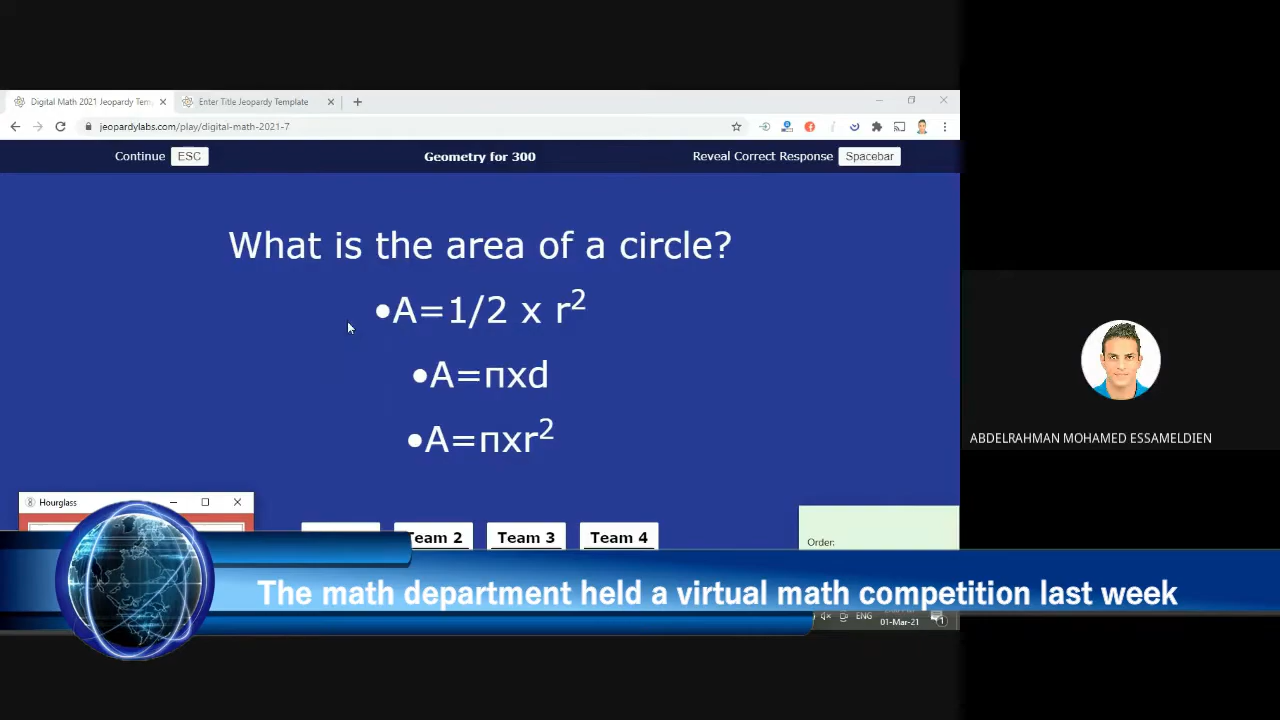 Digital Math 2021 Jeopardy Tem
Enter Title Jeopardy Template
jeopardylabs.com/play/digital-math-2021-7
Continue ESC
Geometry for 300
Reveal Correct Response Spacebar
What is the area of a circle?
•A=1/2 x r²
•A=πxd
•A=πxr²
Hourglass
Team 2
Team 3
Team 4
Order:
ABDELRAHMAN MOHAMED ESSAMELDIEN
The math department held a virtual math competition last week
ENG
01-Mar-21
1